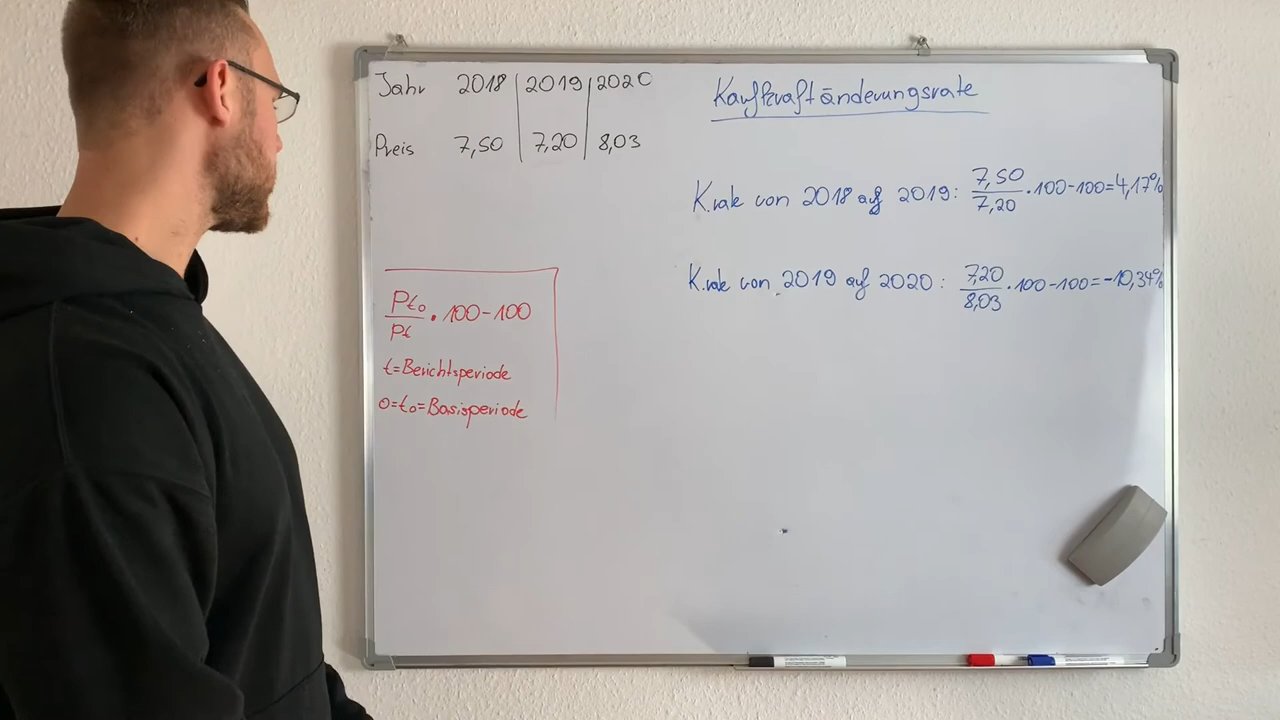 Jahr 2018 2019 2020
Preis 7,50 7,20 8,03
Pt₀/Pt · 100-100
t=Berichtsperiode
0=t₀=Basisperiode
Kaufkraftänderungsrate
K.rate von 2018 auf 2019: 7,50/7,20 · 100-100=4,17%
K.rate von 2019 auf 2020: 7,20/8,03 · 100-100=-10,34%